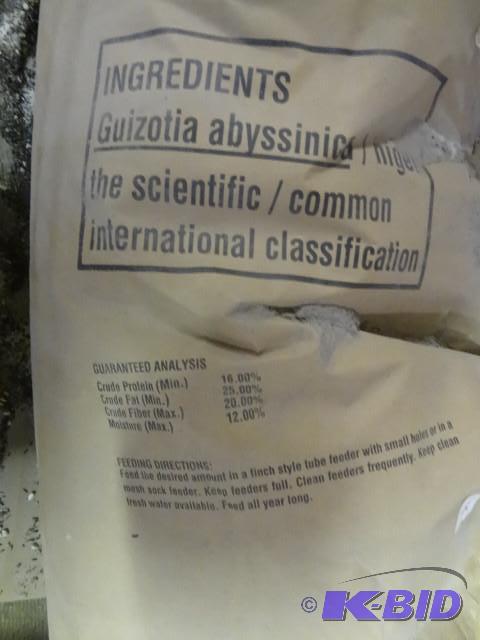 INGREDIENTS
Guizotia abyssinica / niger
the scientific / common
international classification
GUARANTEED ANALYSIS
Crude Protein (Min.) 16.00%
Crude Fat (Min.) 25.00%
Crude Fiber (Max.) 20.00%
Moisture (Max.) 12.00%
FEEDING DIRECTIONS:
Feed the desired amount in a finch style tube feeder with small holes or in a
mesh sock feeder. Keep feeders full. Clean feeders frequently. Keep clean
fresh water available. Feed all year long.
© K-BID